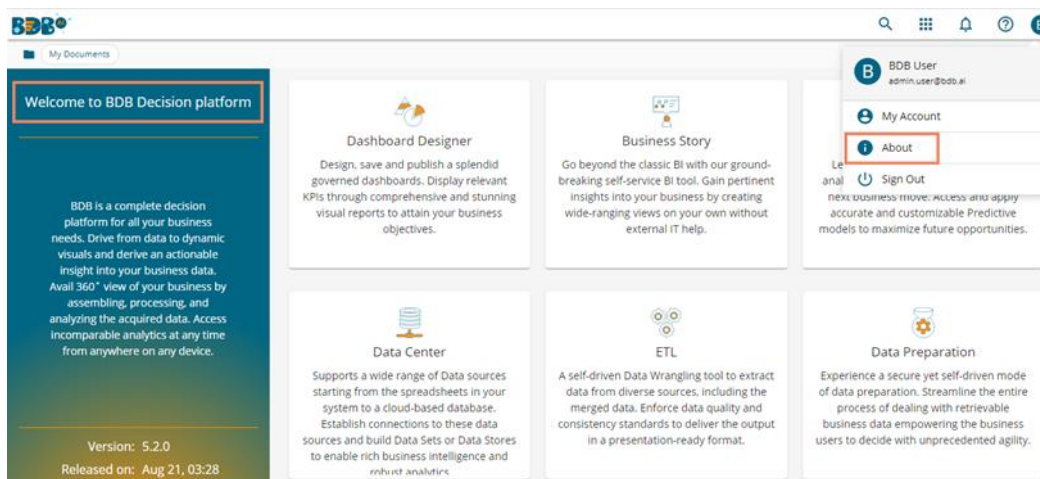 BDB
My Documents
B
BDB User
admin.user@bdb.ai
My Account
About
Sign Out
Welcome to BDB Decision platform
BDB is a complete decision
platform for all your business
needs. Drive from data to dynamic
visuals and derive an actionable
insight into your business data.
Avail 360° view of your business by
assembling, processing, and
analyzing the acquired data. Access
incomparable analytics at any time
from anywhere on any device.
Version: 5.2.0
Released on: Aug 21, 03:28
Dashboard Designer
Design, save and publish a splendid
governed dashboards. Display relevant
KPIs through comprehensive and stunning
visual reports to attain your business
objectives.
Business Story
Go beyond the classic BI with our ground-
breaking self-service BI tool. Gain pertinent
insights into your business by creating
wide-ranging views on your own without
external IT help.
next business move. Access and apply
accurate and customizable Predictive
models to maximize future opportunities.
Data Center
Supports a wide range of Data sources
starting from the spreadsheets in your
system to a cloud-based database.
Establish connections to these data
sources and build Data Sets or Data Stores
to enable rich business intelligence and
robust analytics
ETL
A self-driven Data Wrangling tool to extract
data from diverse sources, including the
merged data. Enforce data quality and
consistency standards to deliver the output
in a presentation-ready format.
Data Preparation
Experience a secure yet self-driven mode
of data preparation. Streamline the entire
process of dealing with retrievable
business data empowering the business
users to decide with unprecedented agility.